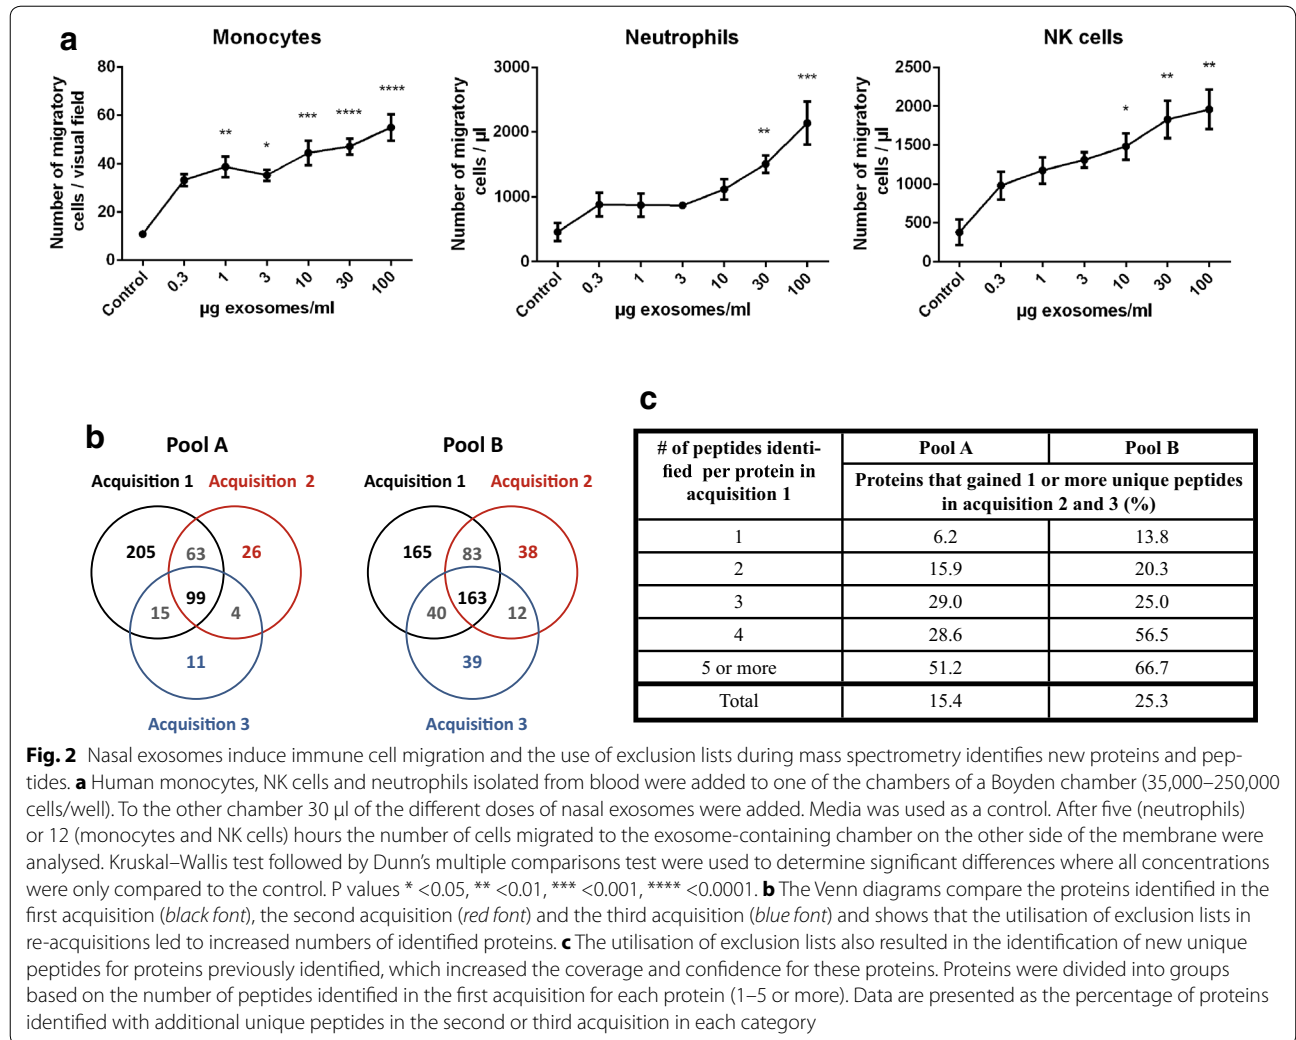 a
Monocytes
Number of migratory
cells / visual field
80
60
40
20
0
** * *** **** ****
Control 0.3 1 3 10 30 100
µg exosomes/ml
Neutrophils
Number of migratory
cells / µl
3000
2000
1000
0
** ***
Control 0.3 1 3 10 30 100
µg exosomes/ml
NK cells
Number of migratory
cells / µl
2500
2000
1500
1000
500
0
* ** **
Control 0.3 1 3 10 30 100
µg exosomes/ml
b
Pool A
Acquisition 1 Acquisition 2
205 63 26
99
15 4
11
Acquisition 3
Pool B
Acquisition 1 Acquisition 2
165 83 38
163
40 12
39
Acquisition 3
c
# of peptides identi-
fied per protein in
acquisition 1
Pool A Pool B
Proteins that gained 1 or more unique peptides
in acquisition 2 and 3 (%)
1 6.2 13.8
2 15.9 20.3
3 29.0 25.0
4 28.6 56.5
5 or more 51.2 66.7
Total 15.4 25.3
Fig. 2 Nasal exosomes induce immune cell migration and the use of exclusion lists during mass spectrometry identifies new proteins and pep-
tides. a Human monocytes, NK cells and neutrophils isolated from blood were added to one of the chambers of a Boyden chamber (35,000–250,000
cells/well). To the other chamber 30 µl of the different doses of nasal exosomes were added. Media was used as a control. After five (neutrophils)
or 12 (monocytes and NK cells) hours the number of cells migrated to the exosome-containing chamber on the other side of the membrane were
analysed. Kruskal–Wallis test followed by Dunn's multiple comparisons test were used to determine significant differences where all concentrations
were only compared to the control. P values * <0.05, ** <0.01, *** <0.001, **** <0.0001. b The Venn diagrams compare the proteins identified in the
first acquisition (black font), the second acquisition (red font) and the third acquisition (blue font) and shows that the utilisation of exclusion lists in
re-acquisitions led to increased numbers of identified proteins. c The utilisation of exclusion lists also resulted in the identification of new unique
peptides for proteins previously identified, which increased the coverage and confidence for these proteins. Proteins were divided into groups
based on the number of peptides identified in the first acquisition for each protein (1–5 or more). Data are presented as the percentage of proteins
identified with additional unique peptides in the second or third acquisition in each category